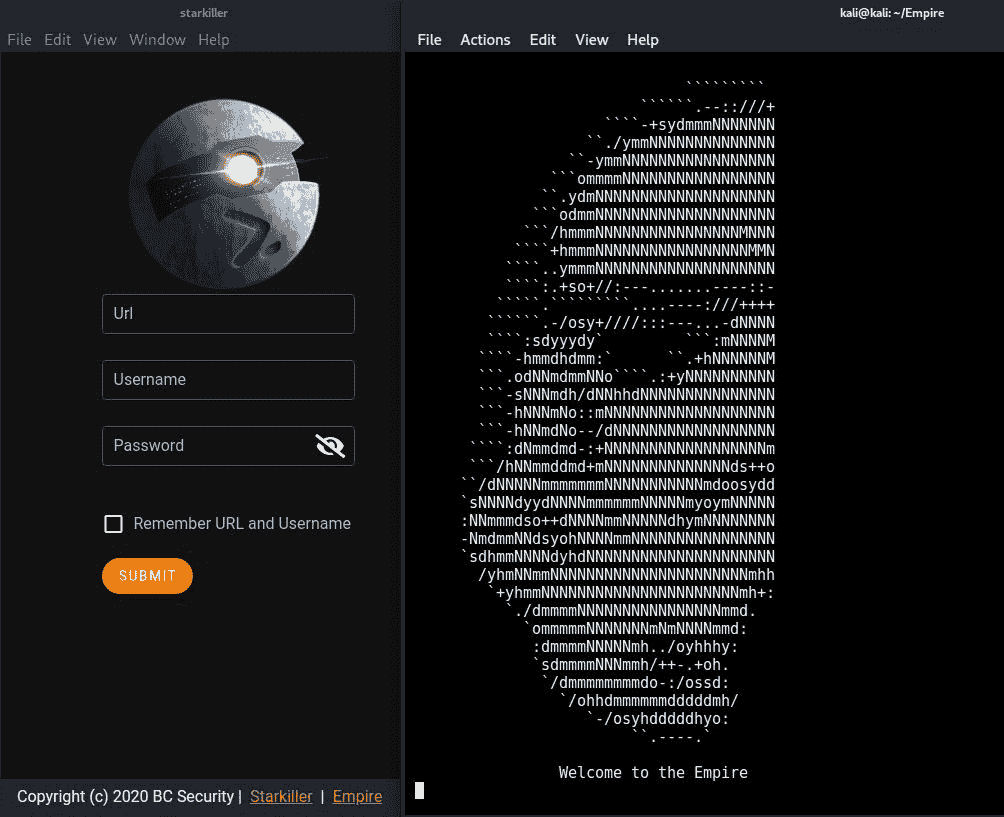 starkiller
File Edit View Window Help
Url
Username
Password
Remember URL and Username
SUBMIT
Copyright (c) 2020 BC Security | Starkiller | Empire
kali@kali: ~/Empire
File Actions Edit View Help
Welcome to the Empire